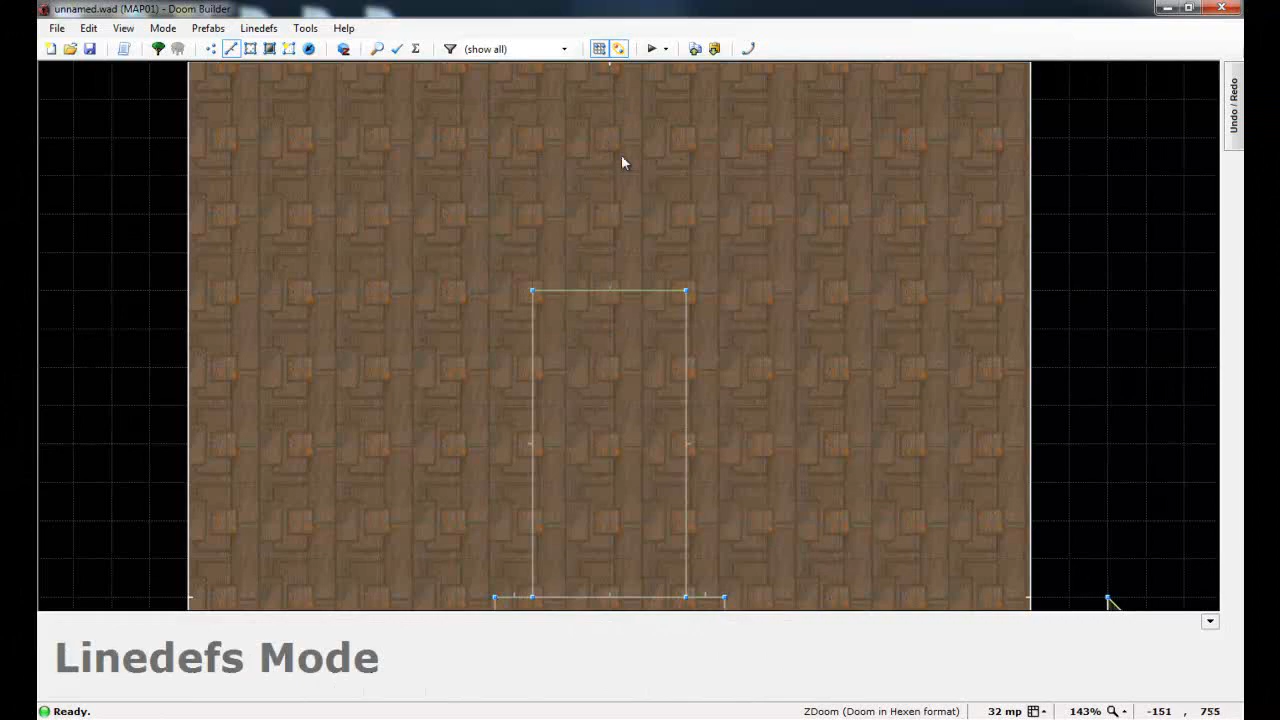 unnamed.wad (MAP01) - Doom Builder
File Edit View Mode Prefabs Linedefs Tools Help
(show all)
Undo / Redo
Linedefs Mode
Ready. ZDoom (Doom in Hexen format) 32 mp 143% -151 , 755